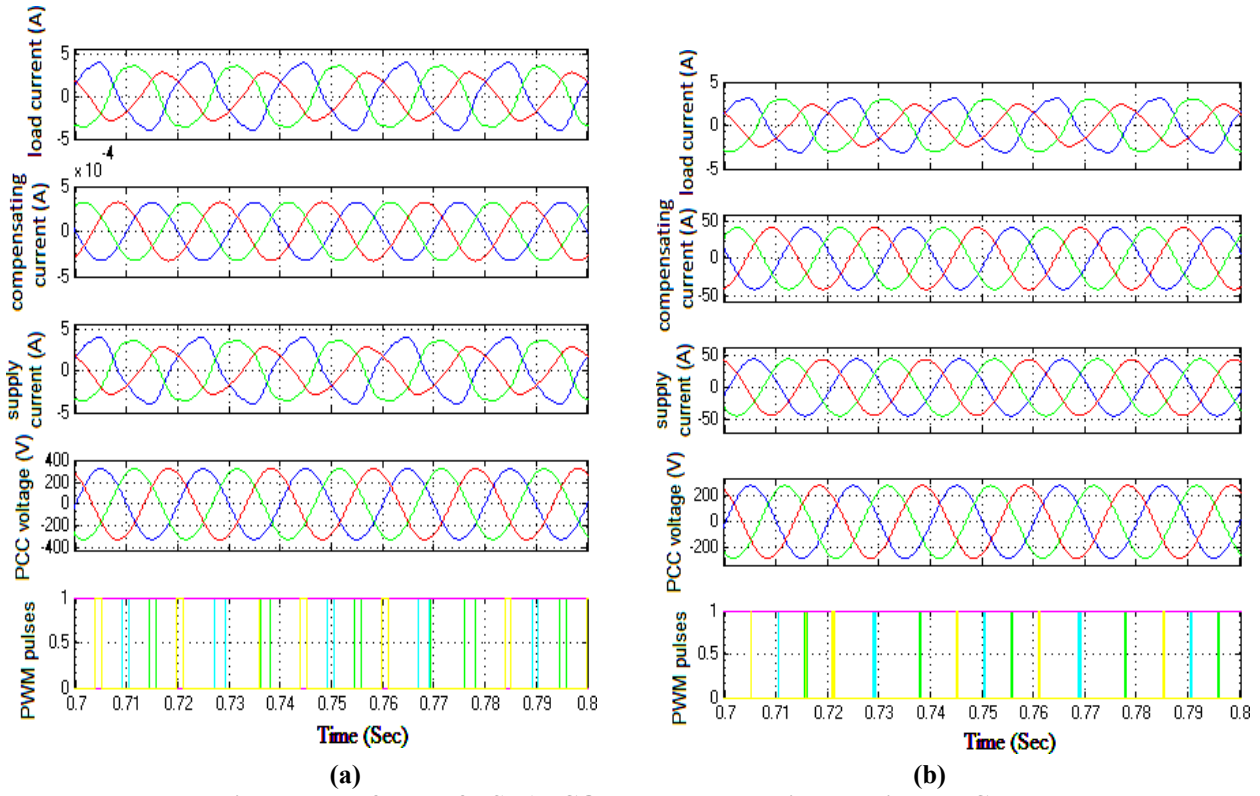 load current (A)
5
0
-5
x 10
-4
compensating
current (A)
5
0
-5
supply
current (A)
5
0
-5
PCC voltage (V)
400
200
0
-200
-400
PWM pulses
1
0.5
0
0.7 0.71 0.72 0.73 0.74 0.75 0.76 0.77 0.78 0.79 0.8
Time (Sec)
(a)
load current (A)
5
0
-5
compensating
current (A)
50
0
-50
supply
current (A)
50
0
-50
PCC voltage (V)
200
0
-200
PWM pulses
1
0.5
0
0.7 0.71 0.72 0.73 0.74 0.75 0.76 0.77 0.78 0.79 0.8
Time (Sec)
(b)